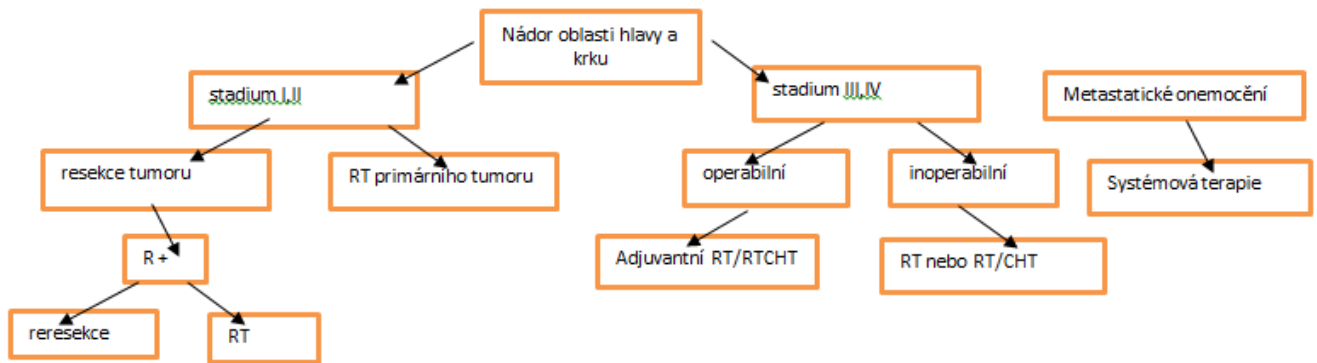 Nádor oblasti hlavy a
krku
stadium I,II
stadium III,IV
Metastatické onemocění
resekce tumoru
RT primárního tumoru
operabilní
inoperabilní
Systémová terapie
R +
Adjuvantní RT/RTCHT
RT nebo RT/CHT
reresekce
RT